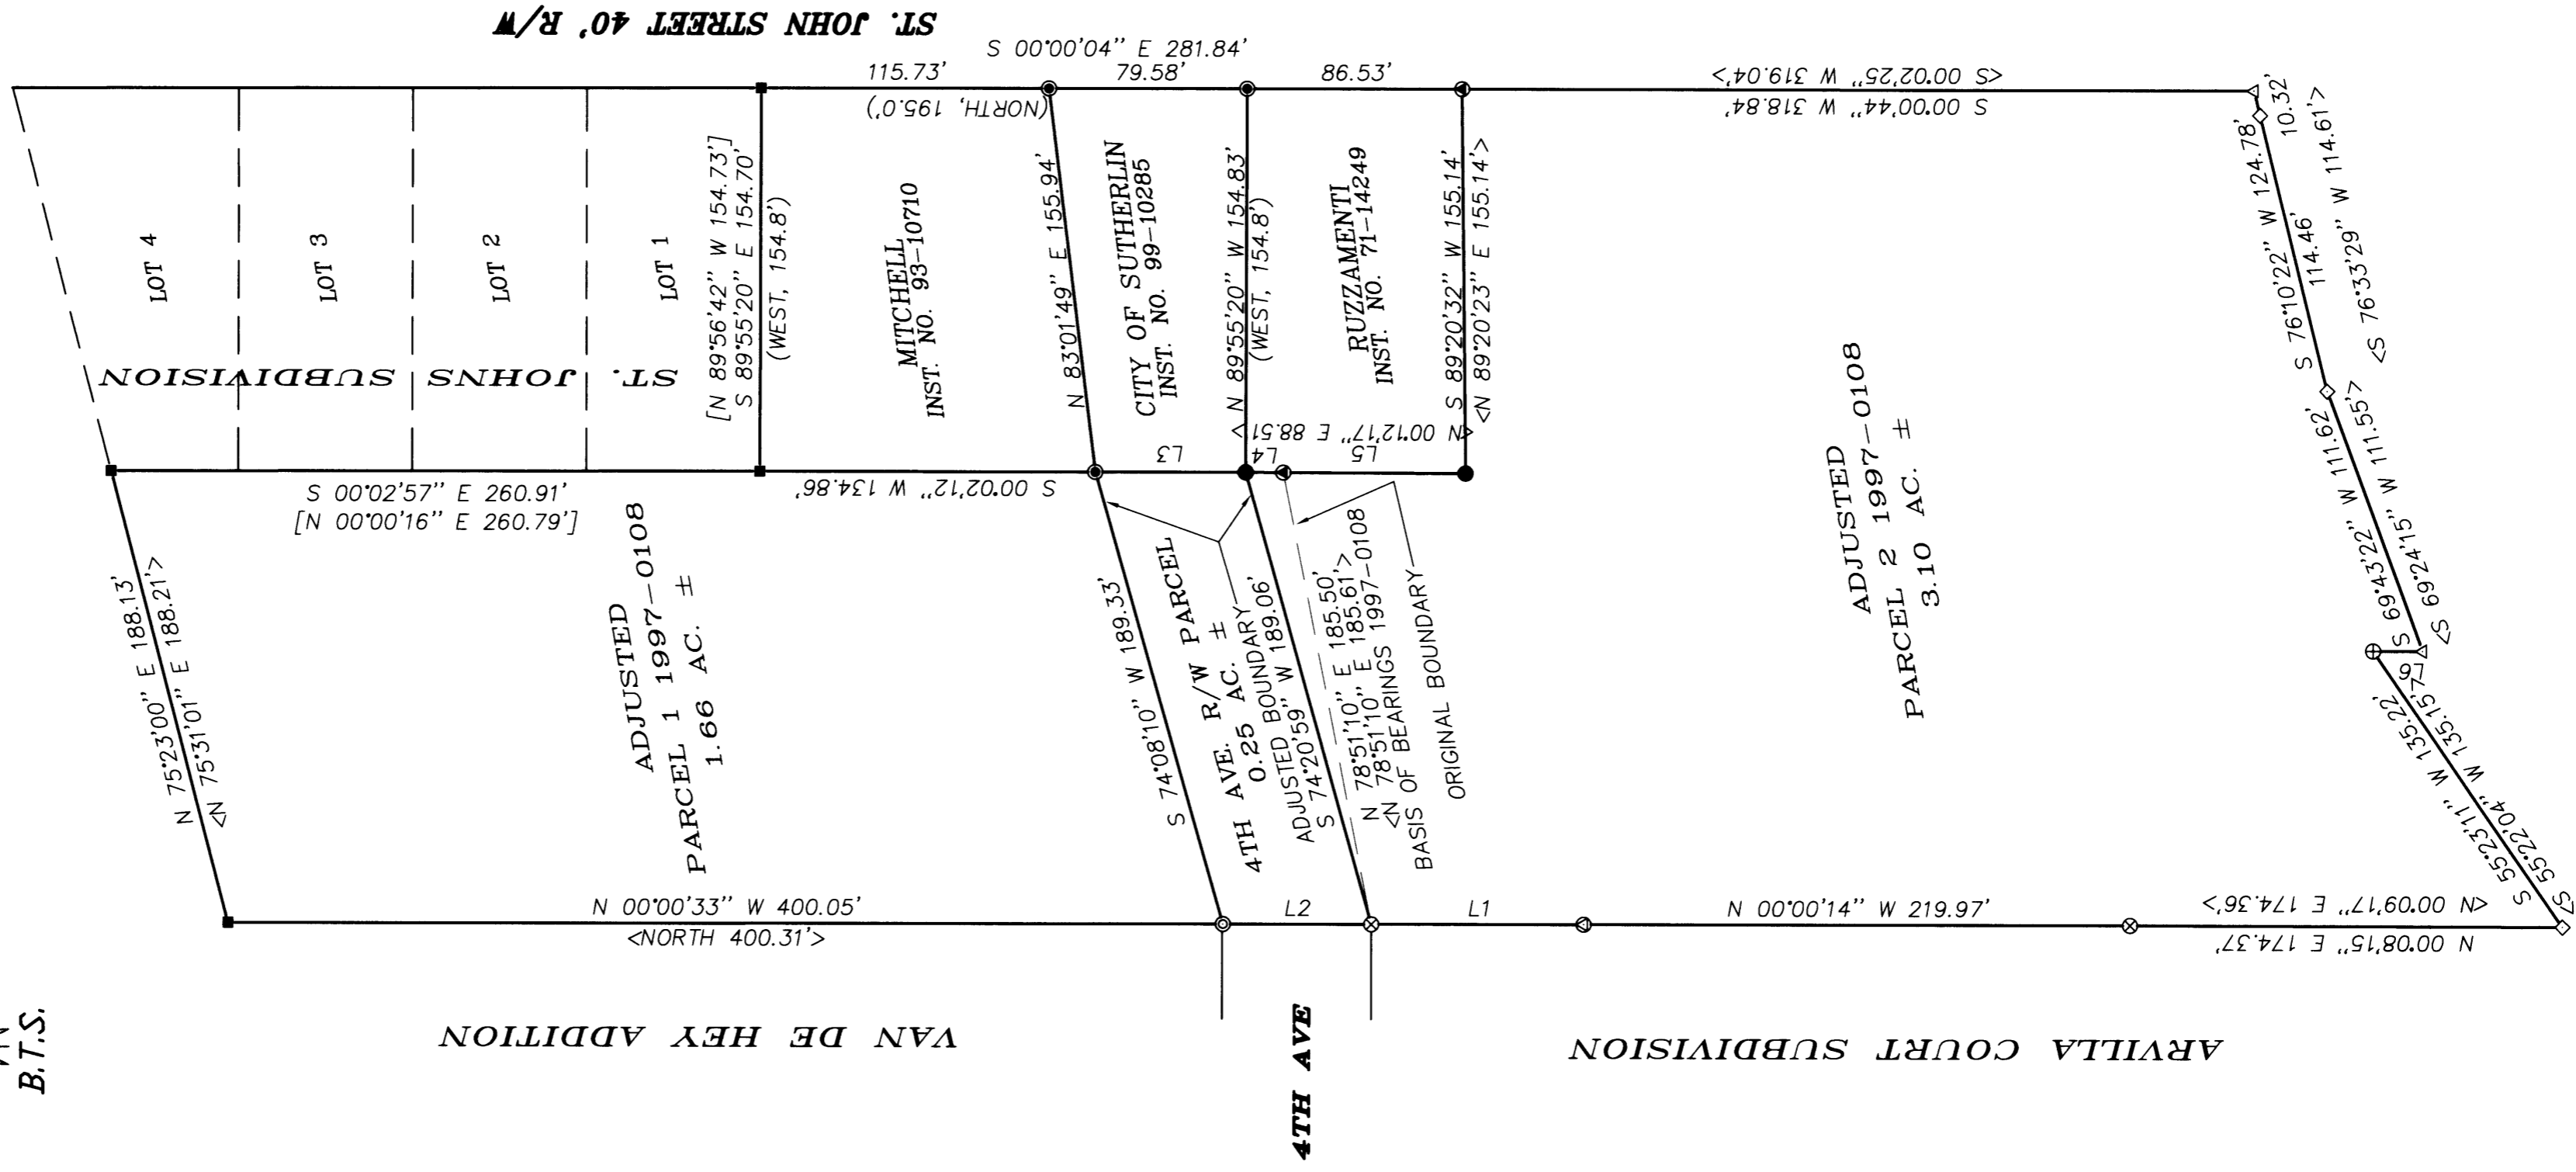 ST. JOHN STREET 40' R/W
S 00°00'04" E 281.84'
115.73'
79.58'
86.53'
(NORTH, 195.0')
<S 00°02'25" W 319.04'>
S 00°00'44" W 318.84'
10.32'
S 76°10'22" W 124.78'
114.46'
<S 76°33'29" W 114.61'>
LOT 4
LOT 3
LOT 2
LOT 1
ST. JOHNS SUBDIVISION
[N 89°56'42" W 154.73']
S 89°55'20" E 154.70'
(WEST, 154.8')
MITCHELL
INST. NO. 93-10710
N 83°01'49" E 155.94'
CITY OF SUTHERLIN
INST. NO. 99-10285
N 89°55'20" W 154.83'
(WEST, 154.8')
RUZZAMENTI
INST. NO. 71-14249
S 89°20'32" W 155.14'
<N 89°20'23" E 155.14'>
<N 00°12'17" E 88.51>
L3
L4
L5
S 00°02'57" E 260.91'
[N 00°00'16" E 260.79']
S 00°02'12" W 134.86'
N 75°23'00" E 188.13'
<N 75°31'01" E 188.21'>
ADJUSTED
PARCEL 1 1997-0108
1.66 AC. ±
S 74°08'10" W 189.33'
4TH AVE. R/W PARCEL
0.25 AC. ±
ADJUSTED BOUNDARY
S 74°20'59" W 189.06'
N 78°51'10" E 185.50'
<N 78°51'10" E 185.61'>
BASIS OF BEARINGS 1997-0108
ORIGINAL BOUNDARY
ADJUSTED
PARCEL 2 1997-0108
3.10 AC. ±
S 69°43'22" W 111.62'
<S 69°24'15" W 111.55'>
L6
S 55°23'11" W 135.22'
<S 55°22'04" W 135.15'>
N 00°00'33" W 400.05'
<NORTH 400.31'>
L2
L1
N 00°00'14" W 219.97'
<N 00°09'17" E 174.36'>
N 00°08'15" E 174.37'
B.T.S.
VAN DE HEY ADDITION
4TH AVE
ARVILLA COURT SUBDIVISION